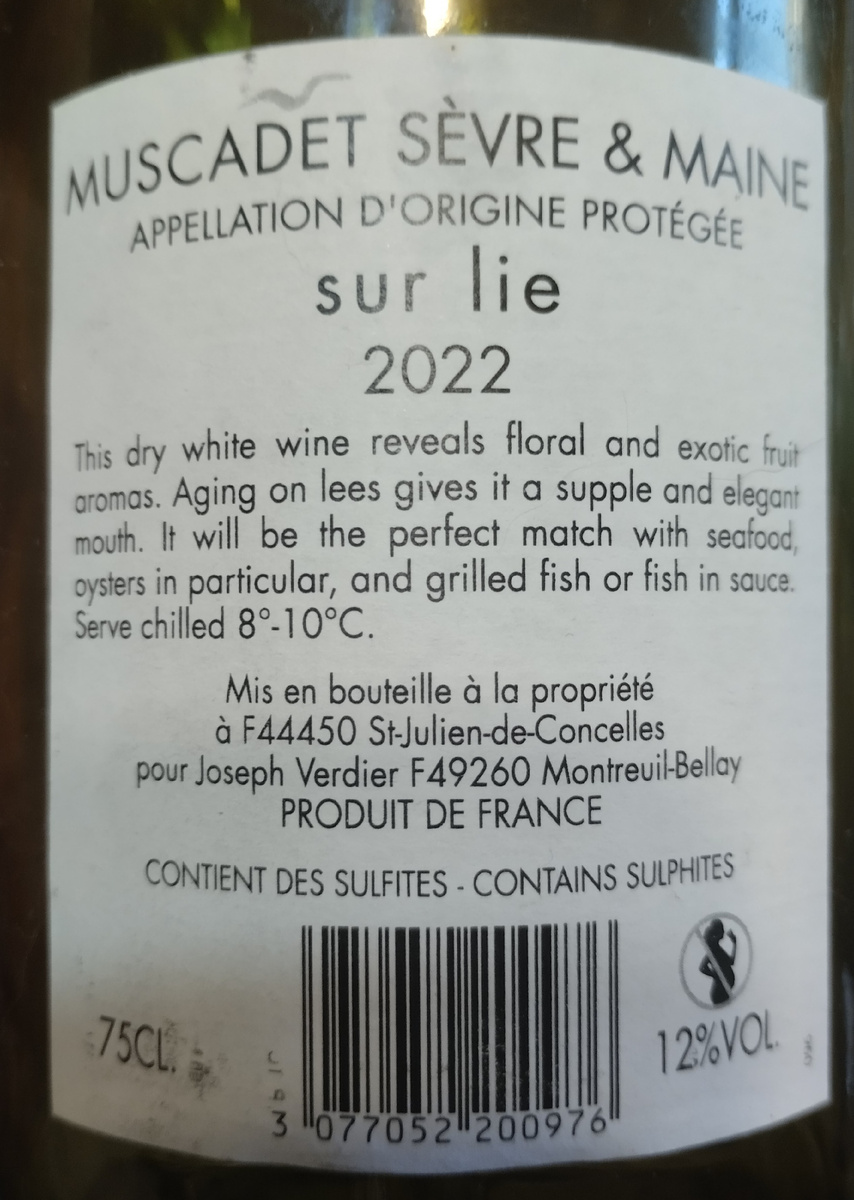 MUSCADET SÈVRE & MAINE
APPELLATION D'ORIGINE PROTÉGÉE
sur lie
2022
This dry white wine reveals floral and exotic fruit
aromas. Aging on lees gives it a supple and elegant
mouth. It will be the perfect match with seafood,
oysters in particular, and grilled fish or fish in sauce.
Serve chilled 8°-10°C.
Mis en bouteille à la propriété
à F44450 St-Julien-de-Concelles
pour Joseph Verdier F49260 Montreuil-Bellay
PRODUIT DE FRANCE
CONTIENT DES SULFITES - CONTAINS SULPHITES
75CL.
12%VOL.
3 077052 200976